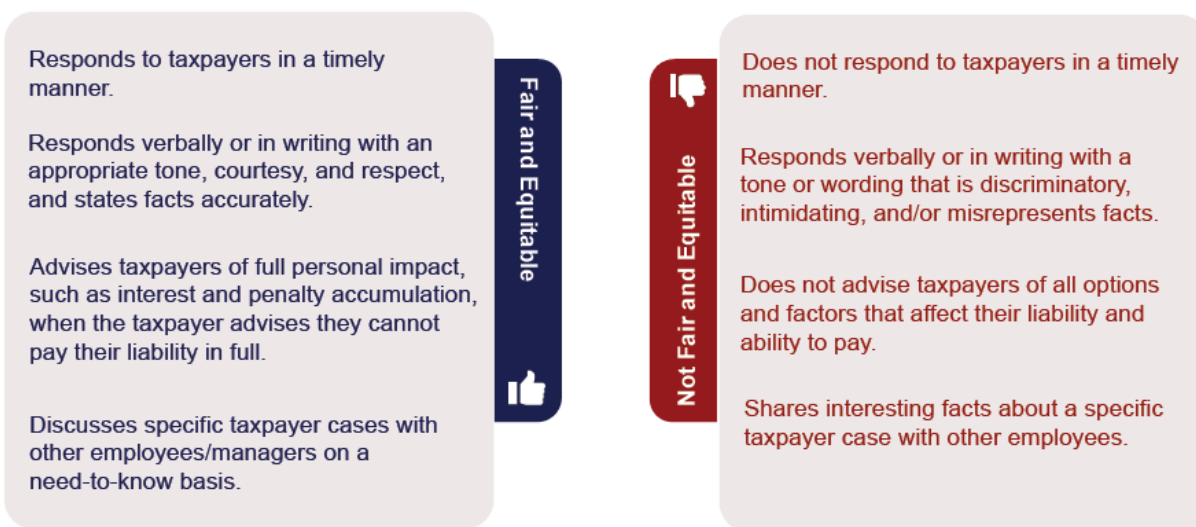 Responds to taxpayers in a timely
manner.
Responds verbally or in writing with an
appropriate tone, courtesy, and respect,
and states facts accurately.
Advises taxpayers of full personal impact,
such as interest and penalty accumulation,
when the taxpayer advises they cannot
pay their liability in full.
Discusses specific taxpayer cases with
other employees/managers on a
need-to-know basis.
Fair and Equitable
Not Fair and Equitable
Does not respond to taxpayers in a timely
manner.
Responds verbally or in writing with a
tone or wording that is discriminatory,
intimidating, and/or misrepresents facts.
Does not advise taxpayers of all options
and factors that affect their liability and
ability to pay.
Shares interesting facts about a specific
taxpayer case with other employees.